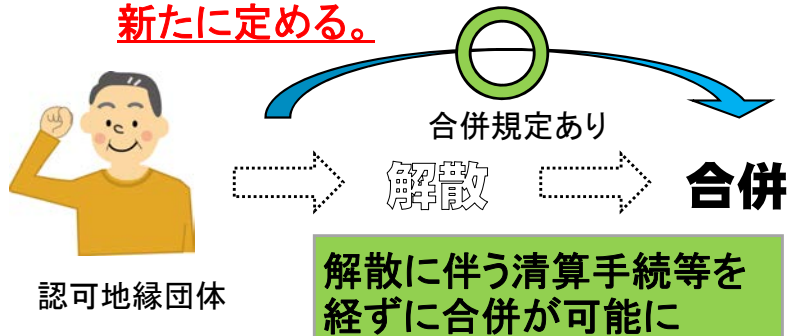 新たに定める。
合併規定あり
解散
合併
認可地縁団体
解散に伴う清算手続等を
経ずに合併が可能に